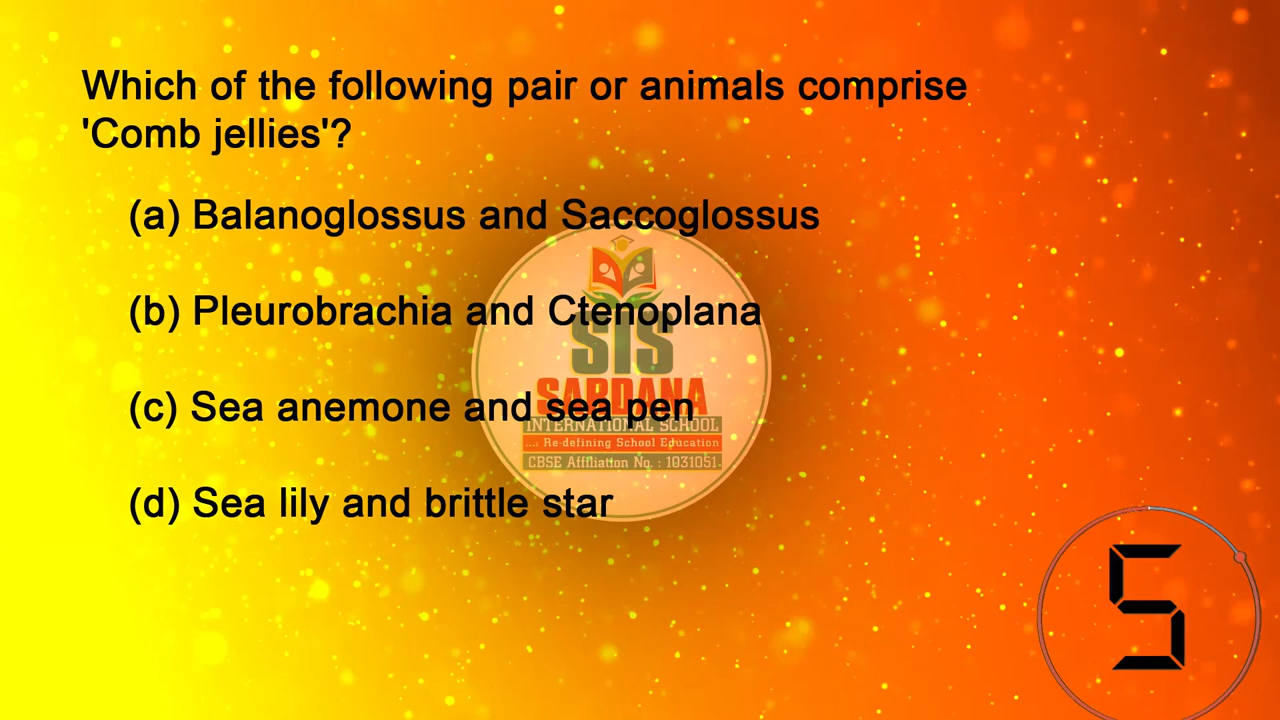 Which of the following pair or animals comprise
'Comb jellies'?
(a) Balanoglossus and Saccoglossus
(b) Pleurobrachia and Ctenoplana
SIS
SARDANA
(c) Sea anemone and sea pen
INTERNATIONAL SCHOOL
.... Re-defining School Education
CBSE Afffliation No. : 1031051.
(d) Sea lily and brittle star
5